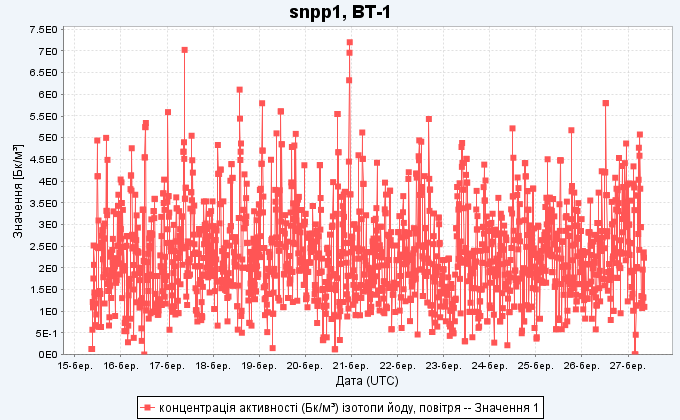 snpp1, BT-1
7.5E0
7E0
6.5E0
6E0
5.5E0
5E0
4.5E0
4E0
3.5E0
3E0
2.5E0
2E0
1.5E0
1E0
5E-1
0E0
Значення [Бк/м³]
15-бер. 16-бер. 17-бер. 18-бер. 19-бер. 20-бер. 21-бер. 22-бер. 23-бер. 24-бер. 25-бер. 26-бер. 27-бер.
Дата (UTC)
концентрація активності (Бк/м³) ізотопи йоду, повітря -- Значення 1